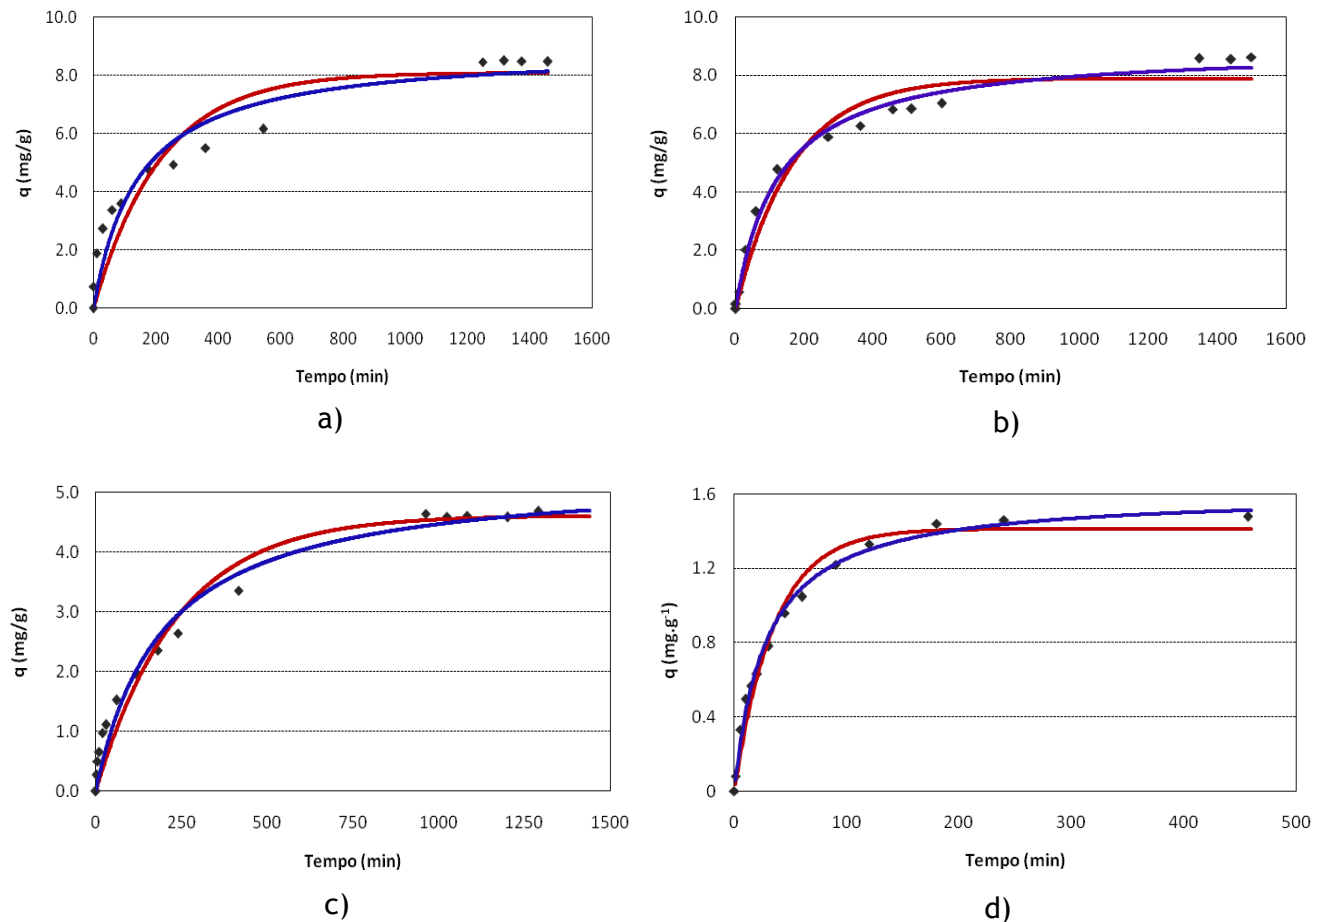 10.0
8.0
6.0
4.0
2.0
0.0
q (mg/g)
0 200 400 600 800 1000 1200 1400 1600
Tempo (min)
a)
10.0
8.0
6.0
4.0
2.0
0.0
q (mg/g)
0 200 400 600 800 1000 1200 1400 1600
Tempo (min)
b)
5.0
4.0
3.0
2.0
1.0
0.0
q (mg/g)
0 250 500 750 1000 1250 1500
Tempo (min)
c)
1.6
1.2
0.8
0.4
0
q (mg.g⁻¹)
0 100 200 300 400 500
Tempo (min)
d)